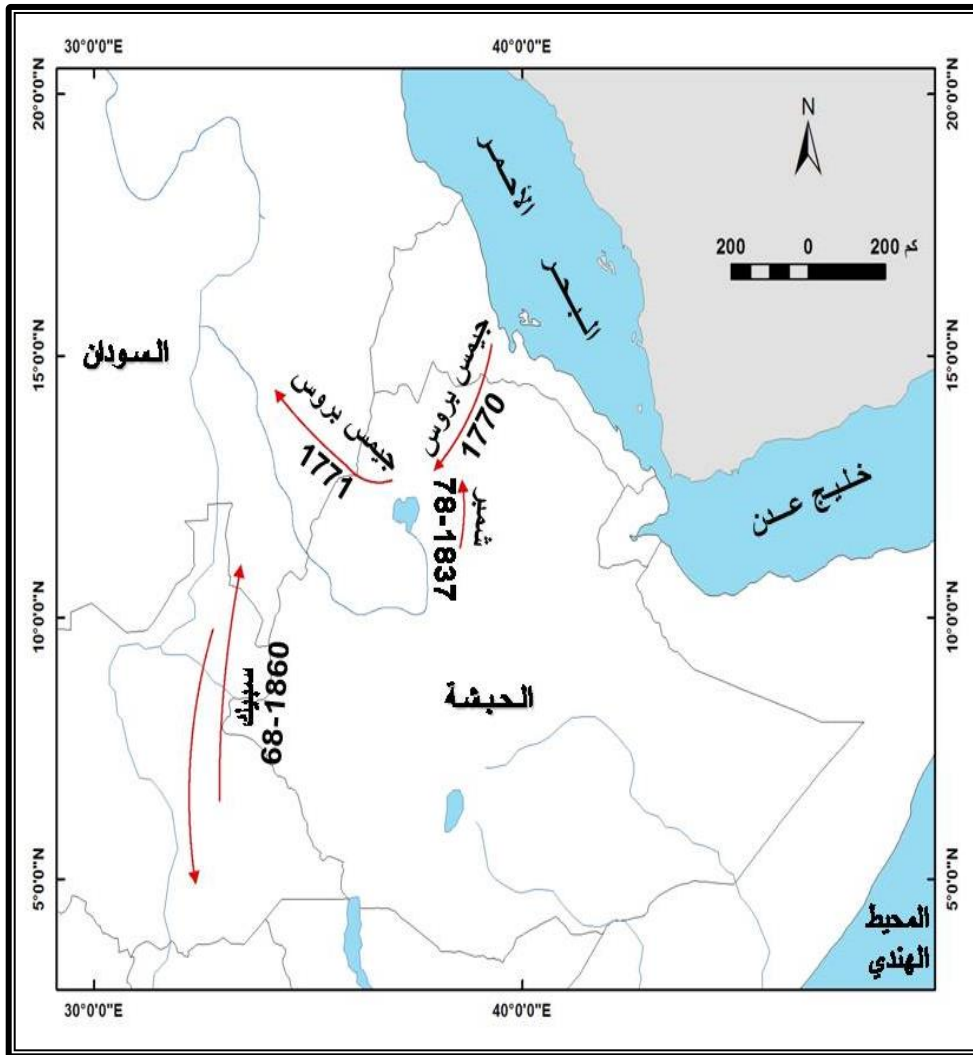 30°0'0"E
40°0'0"E
20°0'0"N
20°0'0"N
N
البحر الأحمر
200 0 200 كم
15°0'0"N
15°0'0"N
السودان
جيمس بروس
1770
جيمس بروس
1771
شمبر
78-1837
خليج عدن
10°0'0"N
10°0'0"N
سبينك
68-1860
الحبشة
5°0'0"N
5°0'0"N
المحيط
الهندي
30°0'0"E
40°0'0"E